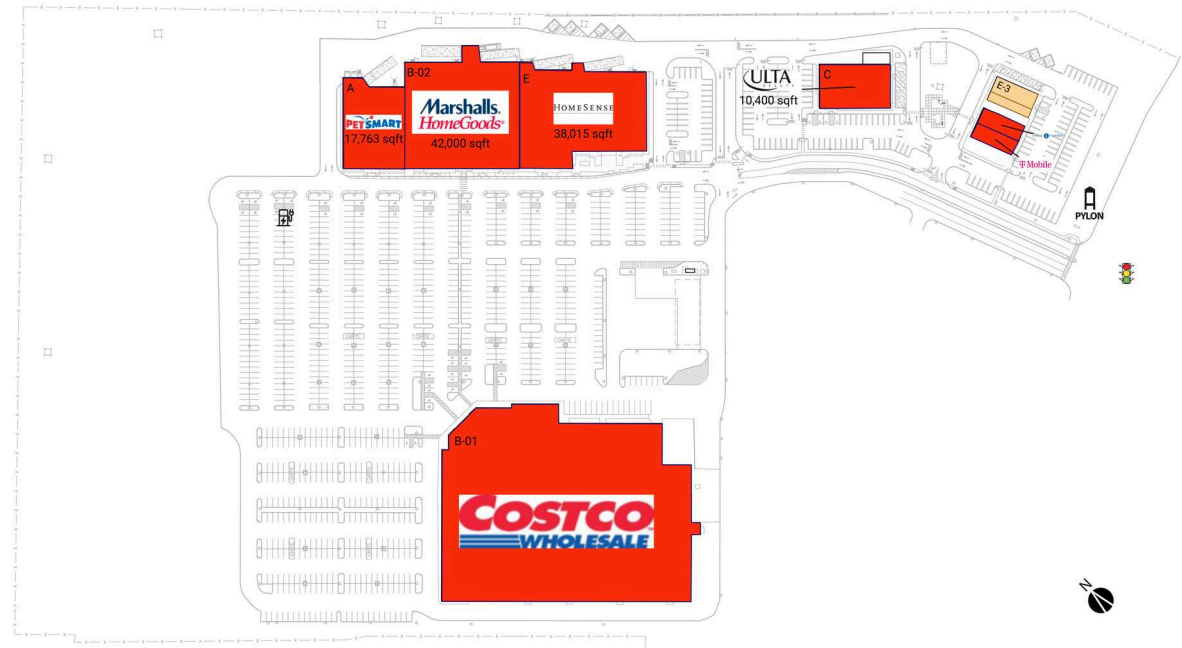 A
PETSMART
17,763 sqft
B-02
Marshalls.
HomeGoods
42,000 sqft
E
HOMESENSE
38,015 sqft
ULTA
10,400 sqft
C
E-3
T Mobile
PYLON
B-01
COSTCO
WHOLESALE
N